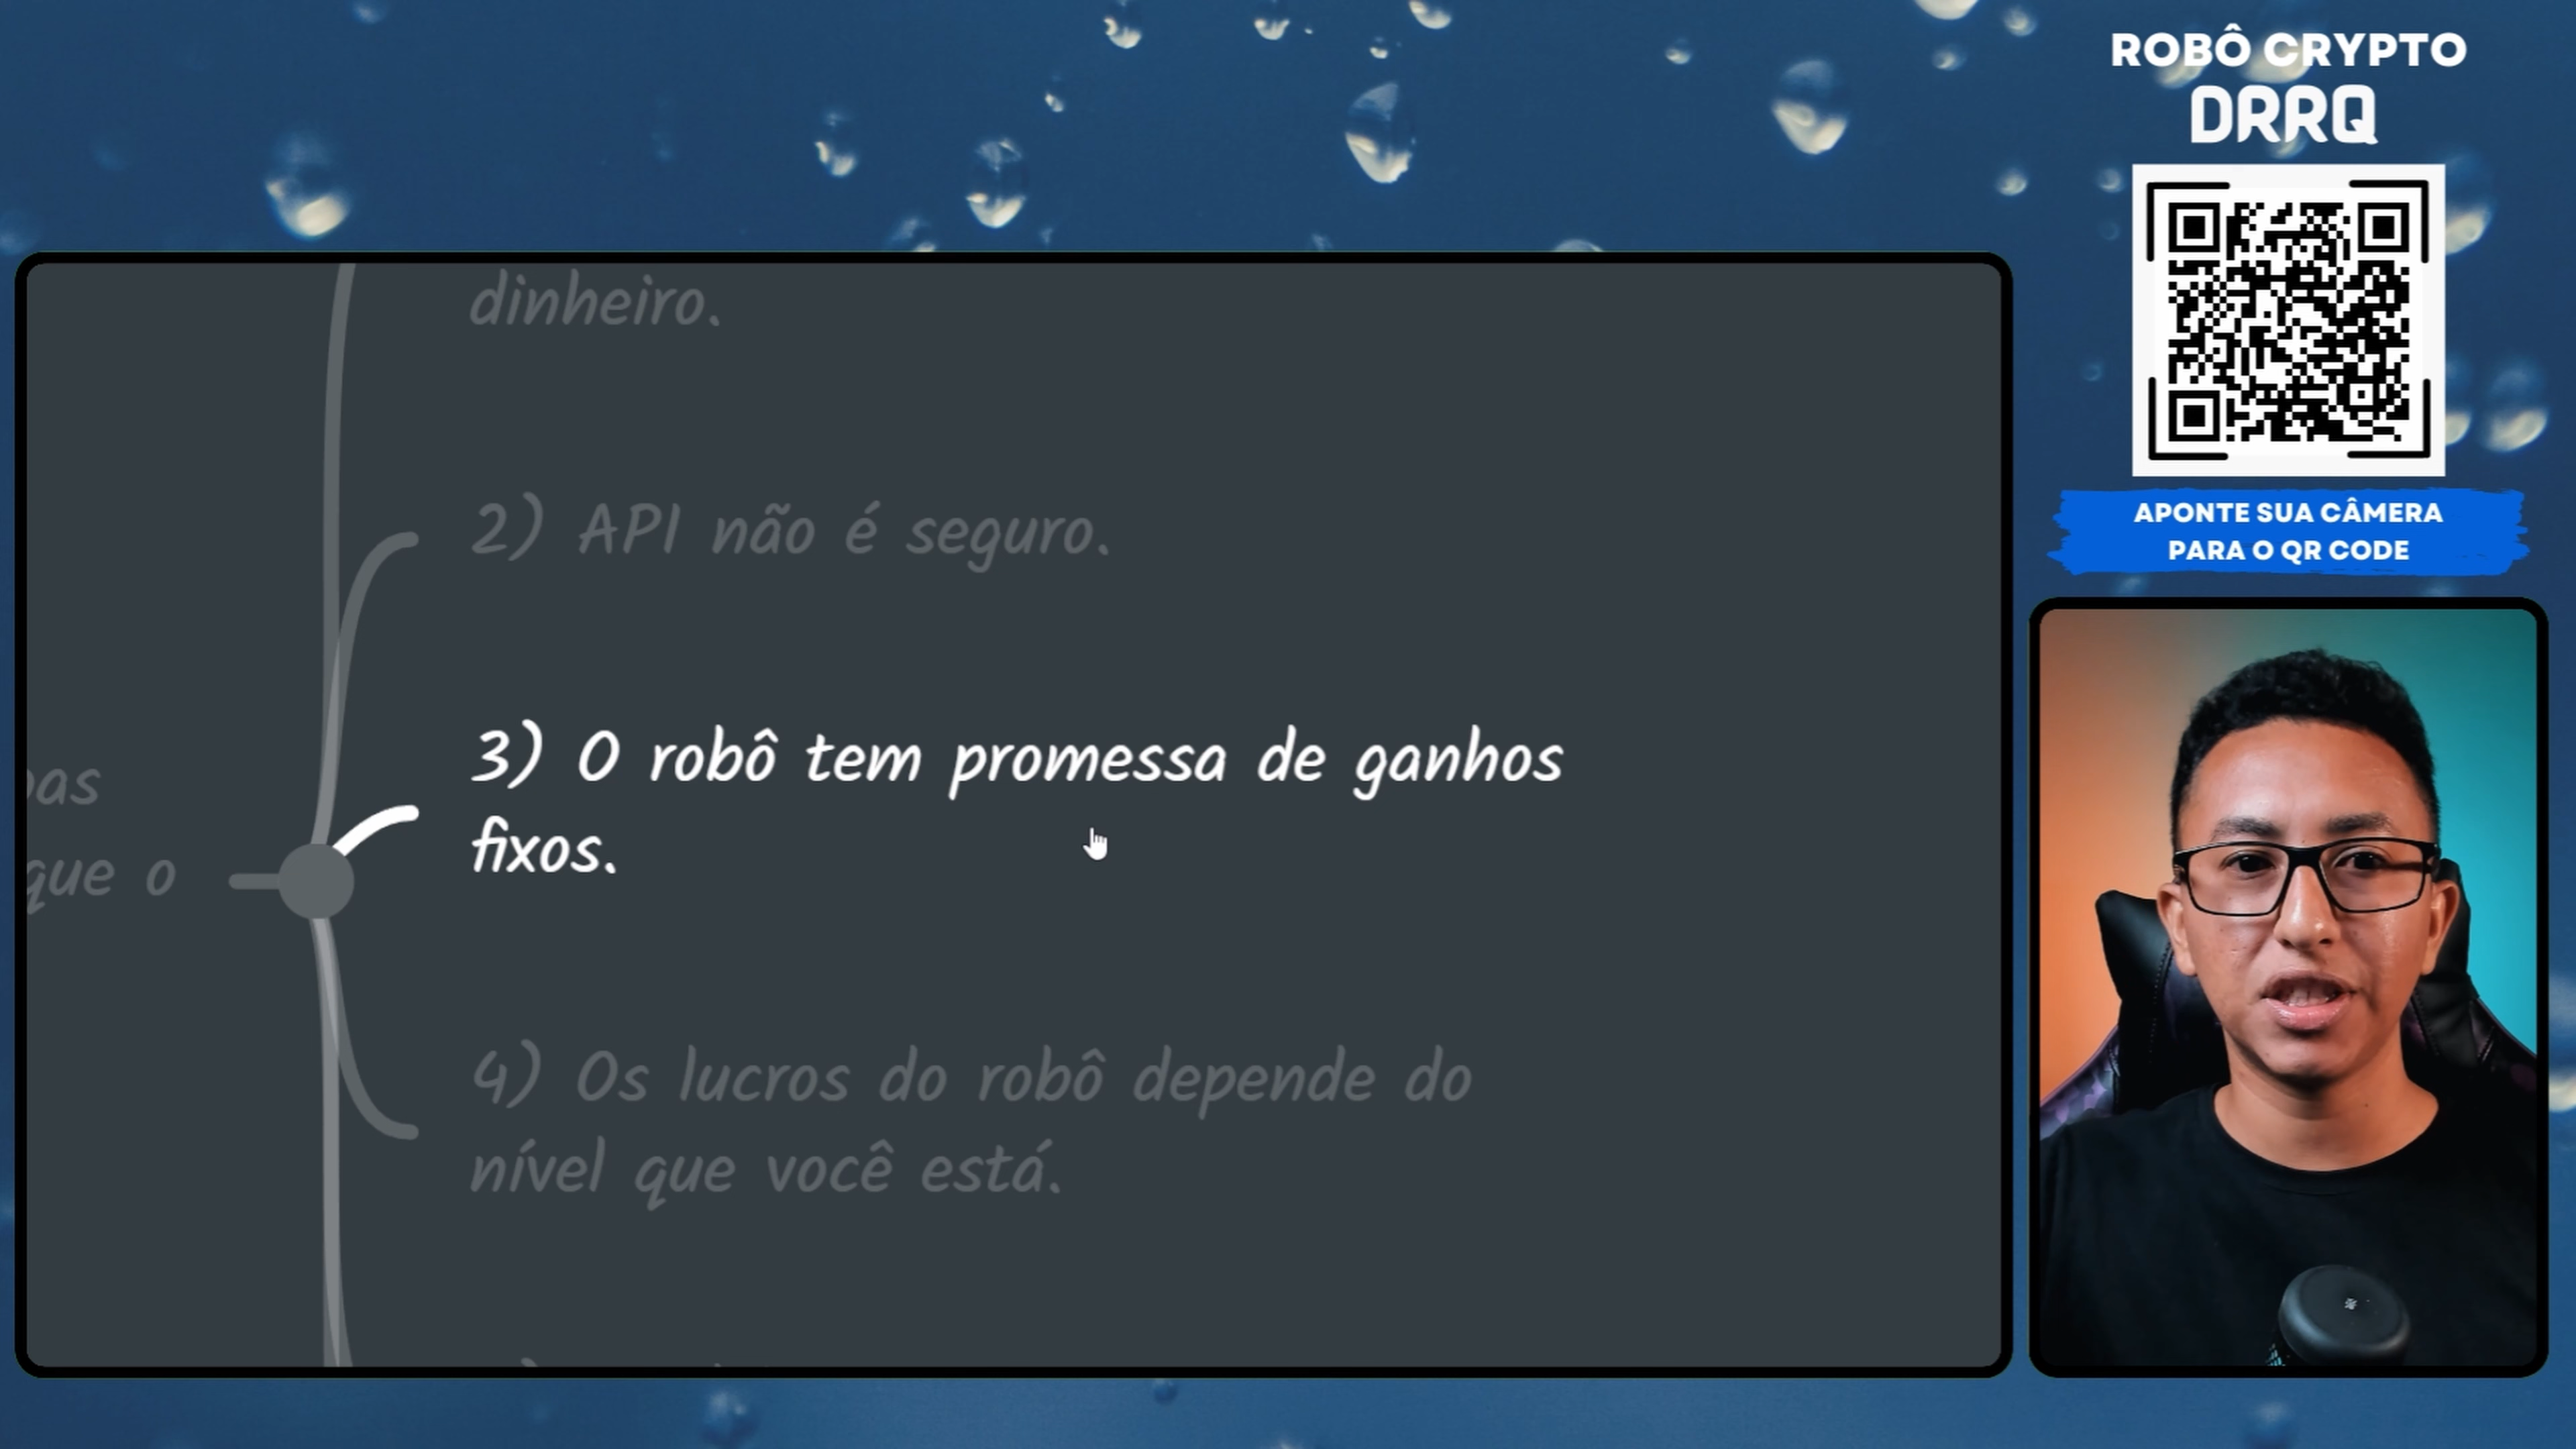 ROBÔ CRYPTO
DRRQ
APONTE SUA CÂMERA
PARA O QR CODE
dinheiro.
2) API não é seguro.
3) O robô tem promessa de ganhos
fixos.
que o
4) Os lucros do robô depende do
nível que você está.